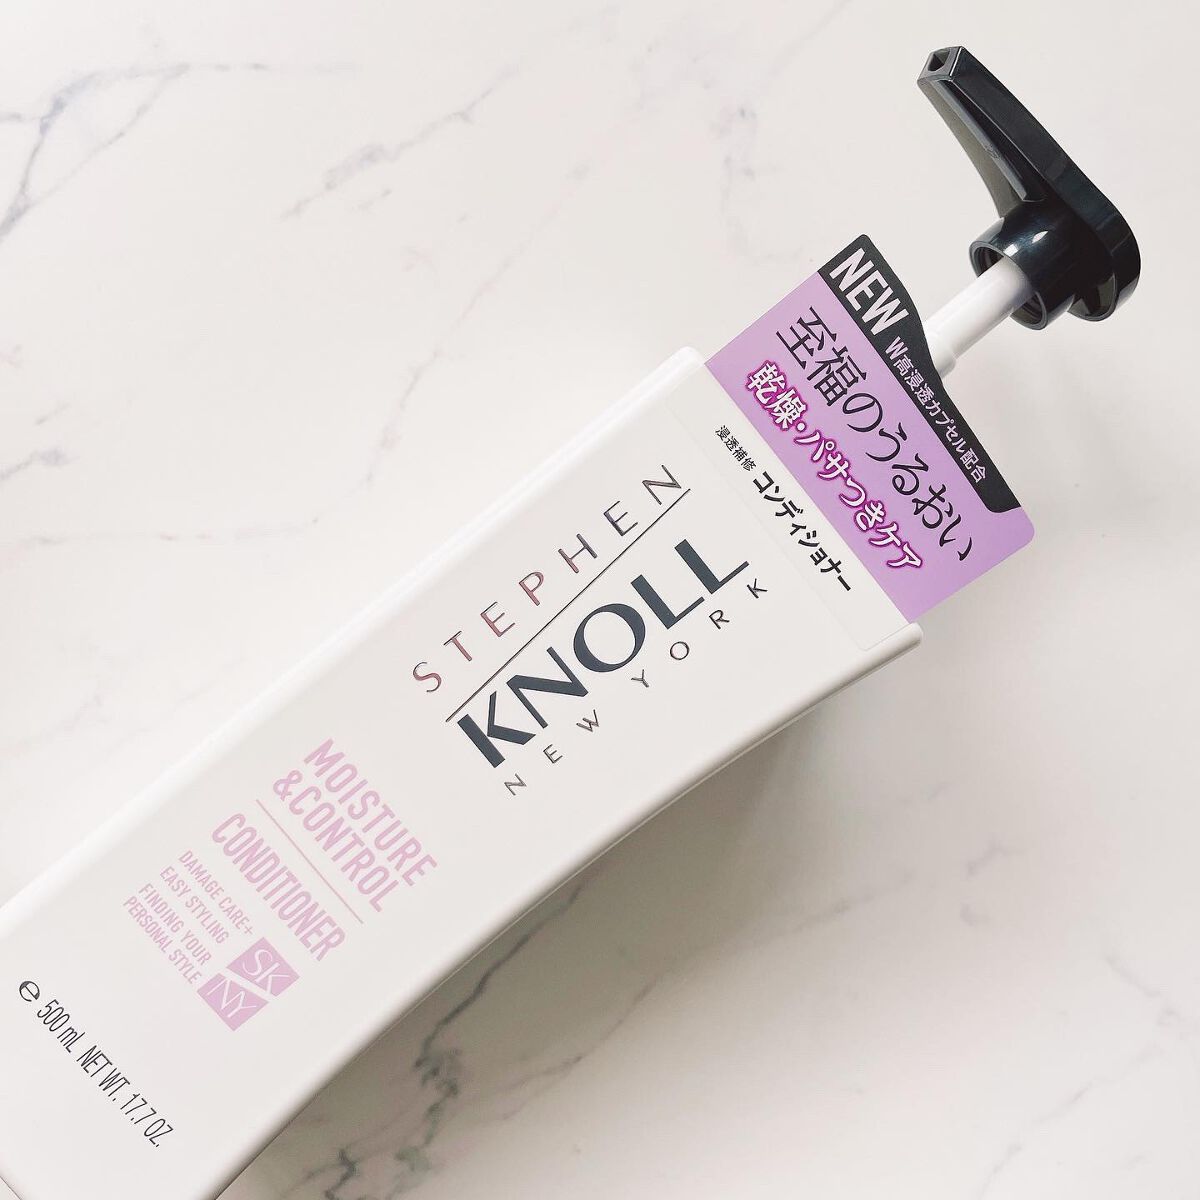 NEW
W高浸透カプセル配合
至福のうるおい
乾燥・パサつきケア
浸透補修 コンディショナー
STEPHEN
KNOLL
NEW YORK
MOISTURE
&CONTROL
CONDITIONER
DAMAGE CARE+
EASY STYLING
FINDING YOUR
PERSONAL STYLE
SK
NY
℮ 500 mL NET WT. 17.7 OZ.